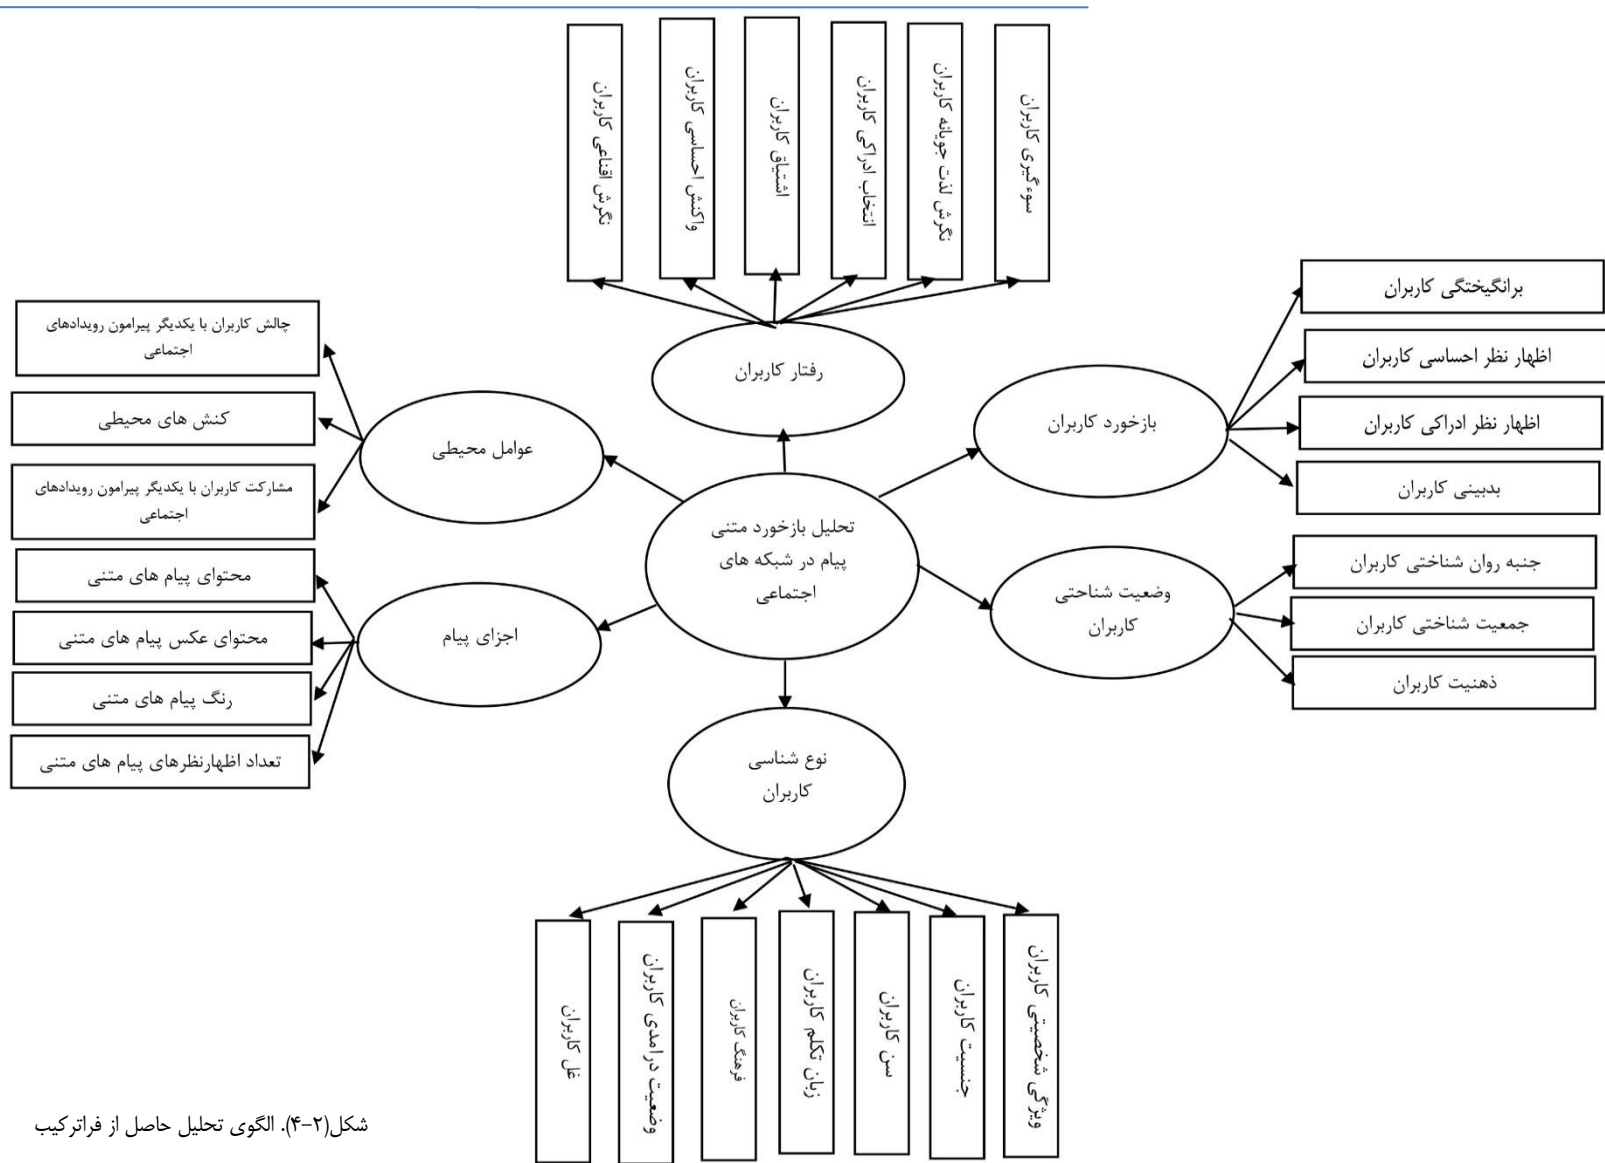 سوءگیری کاربران
نگرش لذت جویانه کاربران
انتخاب ادراکی کاربران
اشتیاق کاربران
واکنش احساسی کاربران
نگرش اقناعی کاربران
رفتار کاربران
برانگیختگی کاربران
اظهار نظر احساسی کاربران
اظهار نظر ادراکی کاربران
بدبینی کاربران
بازخورد کاربران
چالش کاربران با یکدیگر پیرامون رویدادهای
اجتماعی
کنش های محیطی
مشارکت کاربران با یکدیگر پیرامون رویدادهای
اجتماعی
عوامل محیطی
تحلیل بازخورد متنی
پیام در شبکه های
اجتماعی
جنبه روان شناختی کاربران
جمعیت شناختی کاربران
ذهنیت کاربران
وضعیت شناحتی
کاربران
محتوای پیام های متنی
محتوای عکس پیام های متنی
رنگ پیام های متنی
تعداد اظهارنظرهای پیام های متنی
اجزای پیام
نوع شناسی
کاربران
ویژگی شخصیتی کاربران
جنسیت کاربران
سن کاربران
زبان تکلم کاربران
فرهنگ کاربران
وضعیت درامدی کاربران
غل کاربران
شکل(۲-۴). الگوی تحلیل حاصل از فراترکیب